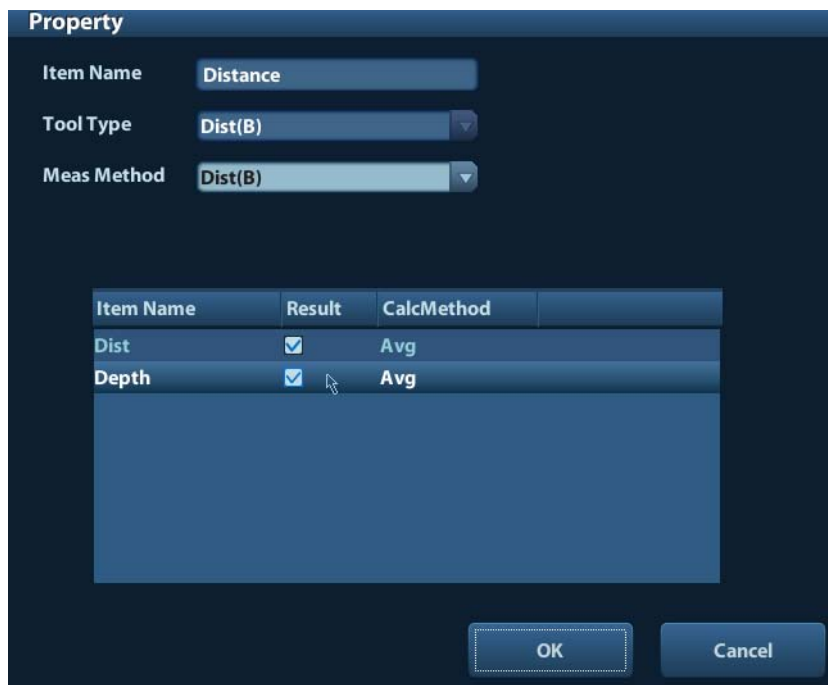 Property
Item Name Distance
Tool Type Dist(B)
Meas Method Dist(B)
Item Name Result CalcMethod
Dist Avg
Depth Avg
OK Cancel